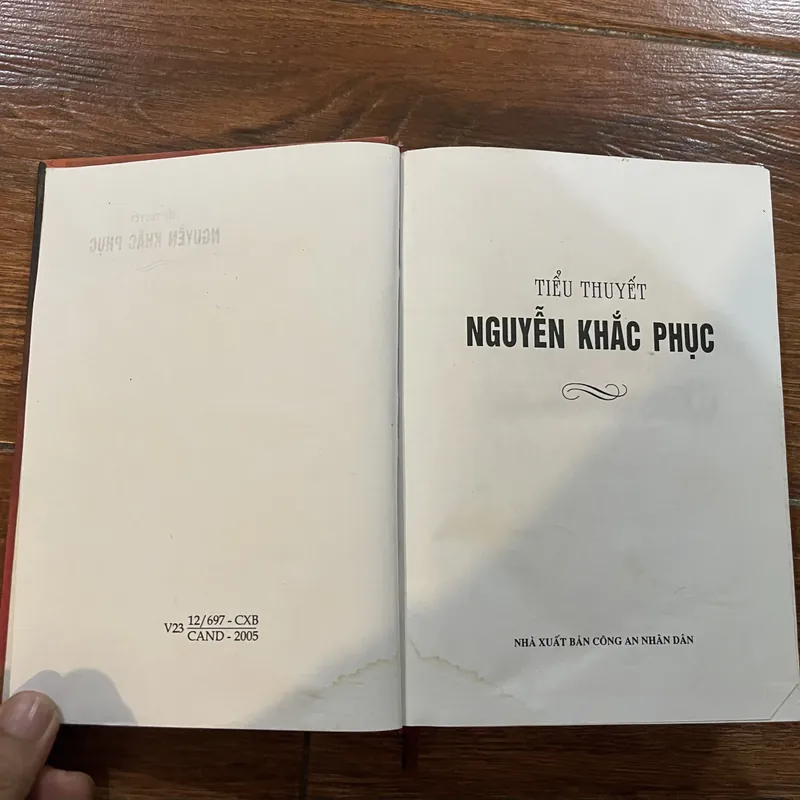 V23 12/697 - CXB
CAND - 2005
TIỂU THUYẾT
NGUYỄN KHẮC PHỤC
NHÀ XUẤT BẢN CÔNG AN NHÂN DÂN